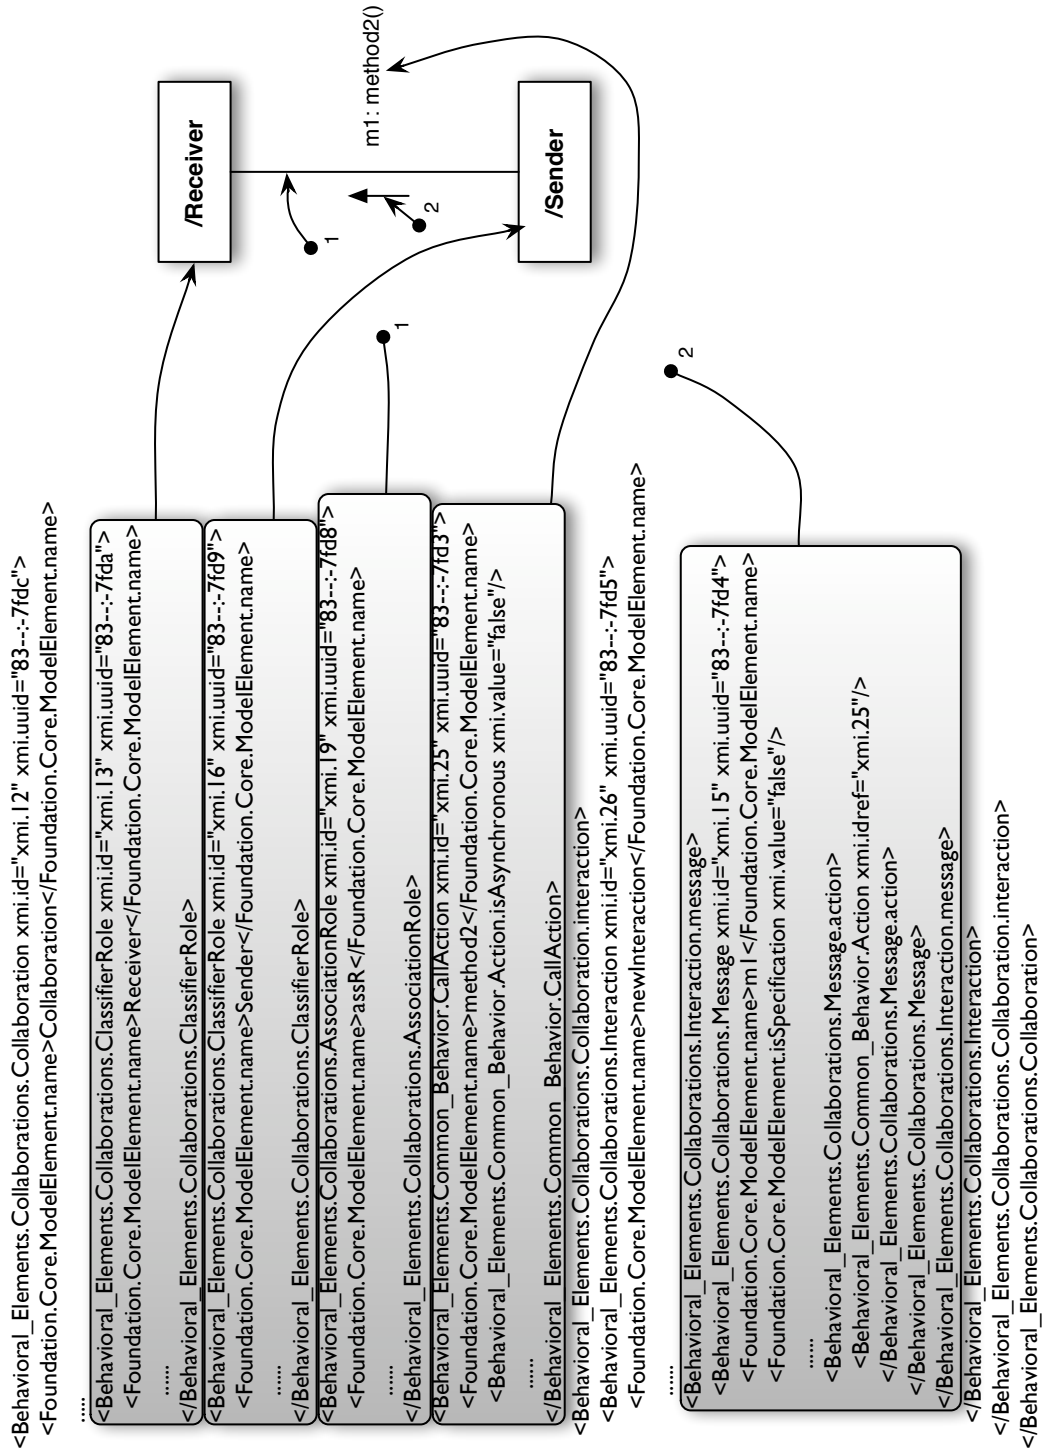 <Behavioral_Elements.Collaborations.Collaboration xmi.id="xmi.12" xmi.uuid="83--:-7fdc">
<Foundation.Core.ModelElement.name>Collaboration</Foundation.Core.ModelElement.name>
......
<Behavioral_Elements.Collaborations.ClassifierRole xmi.id="xmi.13" xmi.uuid="83--:-7fda">
<Foundation.Core.ModelElement.name>Receiver</Foundation.Core.ModelElement.name>
......
</Behavioral_Elements.Collaborations.ClassifierRole>
<Behavioral_Elements.Collaborations.ClassifierRole xmi.id="xmi.16" xmi.uuid="83--:-7fd9">
<Foundation.Core.ModelElement.name>Sender</Foundation.Core.ModelElement.name>
......
</Behavioral_Elements.Collaborations.ClassifierRole>
<Behavioral_Elements.Collaborations.AssociationRole xmi.id="xmi.19" xmi.uuid="83--:-7fd8">
<Foundation.Core.ModelElement.name>assR</Foundation.Core.ModelElement.name>
......
</Behavioral_Elements.Collaborations.AssociationRole>
<Behavioral_Elements.Common_Behavior.CallAction xmi.id="xmi.25" xmi.uuid="83--:-7fd3">
<Foundation.Core.ModelElement.name>method2</Foundation.Core.ModelElement.name>
<Behavioral_Elements.Common_Behavior.Action.isAsynchronous xmi.value="false"/>
......
</Behavioral_Elements.Common_Behavior.CallAction>
<Behavioral_Elements.Collaborations.Collaboration.interaction>
<Behavioral_Elements.Collaborations.Interaction xmi.id="xmi.26" xmi.uuid="83--:-7fd5">
<Foundation.Core.ModelElement.name>newInteraction</Foundation.Core.ModelElement.name>
......
<Behavioral_Elements.Collaborations.Interaction.message>
<Behavioral_Elements.Collaborations.Message xmi.id="xmi.15" xmi.uuid="83--:-7fd4">
<Foundation.Core.ModelElement.name>m1</Foundation.Core.ModelElement.name>
<Foundation.Core.ModelElement.isSpecification xmi.value="false"/>
......
<Behavioral_Elements.Collaborations.Message.action>
<Behavioral_Elements.Common_Behavior.Action xmi.idref="xmi.25"/>
</Behavioral_Elements.Collaborations.Message.action>
</Behavioral_Elements.Collaborations.Message>
</Behavioral_Elements.Collaborations.Interaction.message>
</Behavioral_Elements.Collaborations.Interaction>
</Behavioral_Elements.Collaborations.Collaboration.interaction>
</Behavioral_Elements.Collaborations.Collaboration>
1
2
/Receiver
1
2
m1: method2()
/Sender